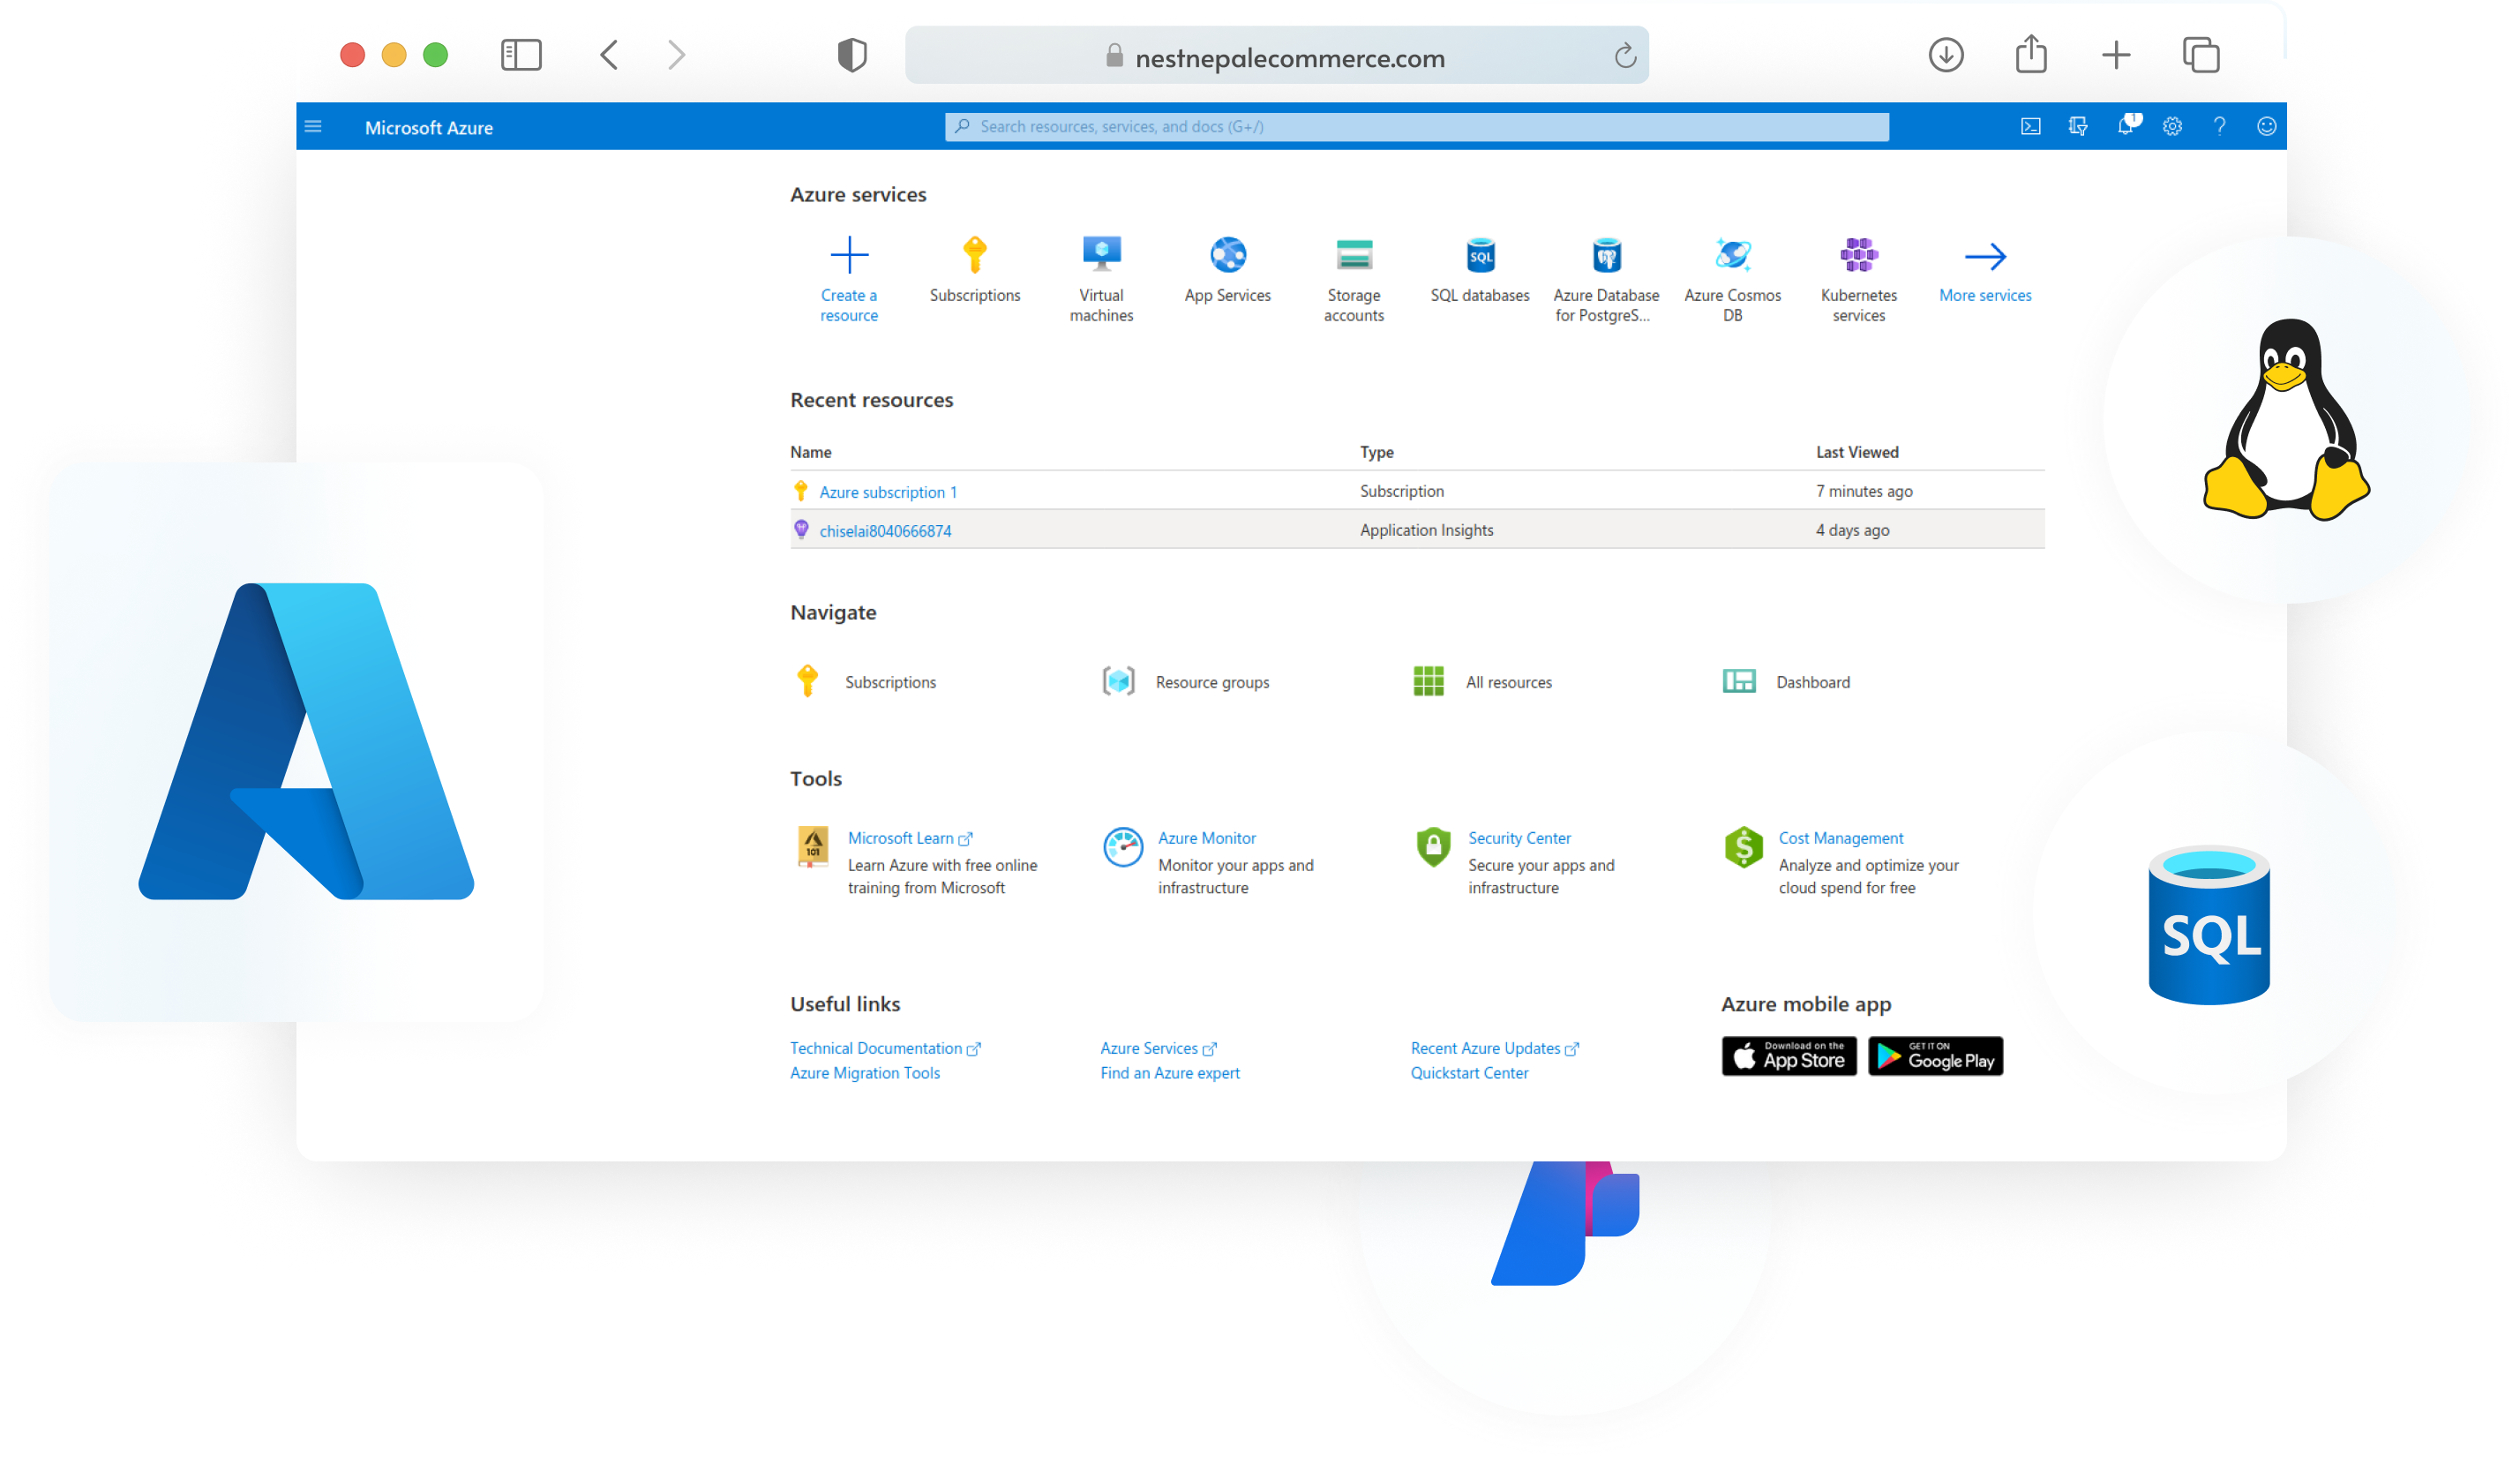 nestnepalecommerce.com
Microsoft Azure
Search resources, services, and docs (G+/)
1
Azure services
Create a
resource
Subscriptions
Virtual
machines
App Services
Storage
accounts
SQL
SQL databases
Azure Database
for PostgreS...
Azure Cosmos
DB
Kubernetes
services
More services
Recent resources
Name Type Last Viewed
Azure subscription 1 Subscription 7 minutes ago
chiselai8040666874 Application Insights 4 days ago
Navigate
Subscriptions Resource groups All resources Dashboard
Tools
101
Microsoft Learn
Learn Azure with free online
training from Microsoft
Azure Monitor
Monitor your apps and
infrastructure
Security Center
Secure your apps and
infrastructure
Cost Management
Analyze and optimize your
cloud spend for free
SQL
Useful links
Technical Documentation
Azure Migration Tools
Azure Services
Find an Azure expert
Recent Azure Updates
Quickstart Center
Azure mobile app
Download on the
App Store
GET IT ON
Google Play